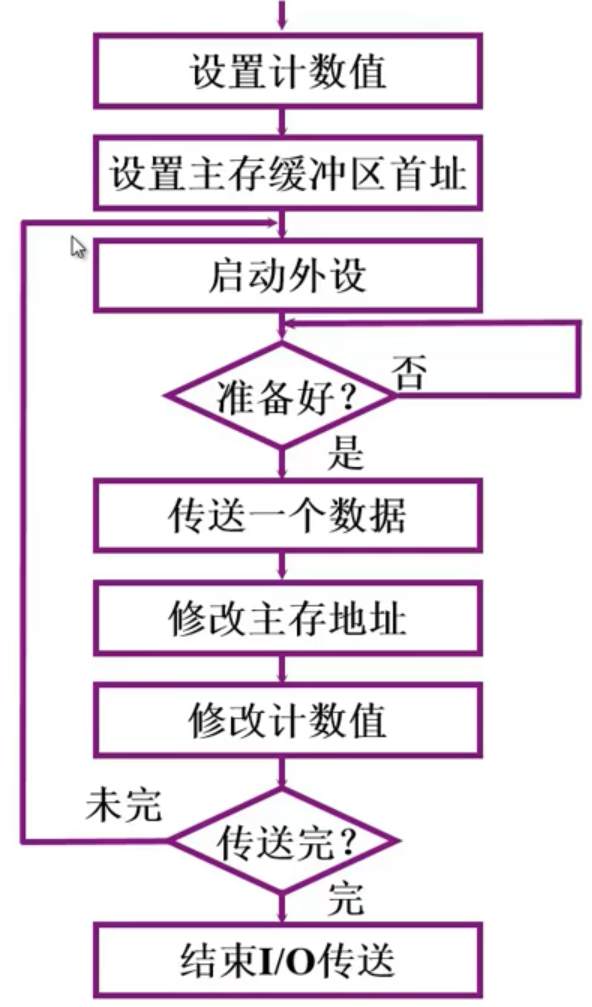 设置计数值
设置主存缓冲区首址
启动外设
准备好?
否
是
传送一个数据
修改主存地址
修改计数值
未完
传送完?
完
结束I/O传送